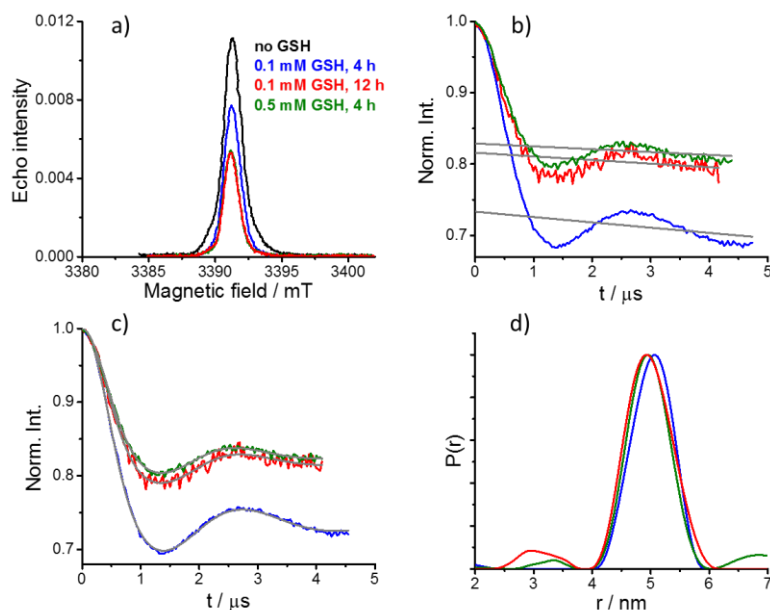 a)
no GSH
0.1 mM GSH, 4 h
0.1 mM GSH, 12 h
0.5 mM GSH, 4 h
Echo intensity
0.012
0.008
0.004
0.000
3380 3385 3390 3395 3400
Magnetic field / mT
b)
Norm. Int.
1.0
0.9
0.8
0.7
0 1 2 3 4 5
t / μs
c)
Norm. Int.
1.0
0.9
0.8
0.7
0 1 2 3 4 5
t / μs
d)
P(r)
2 3 4 5 6 7
r / nm